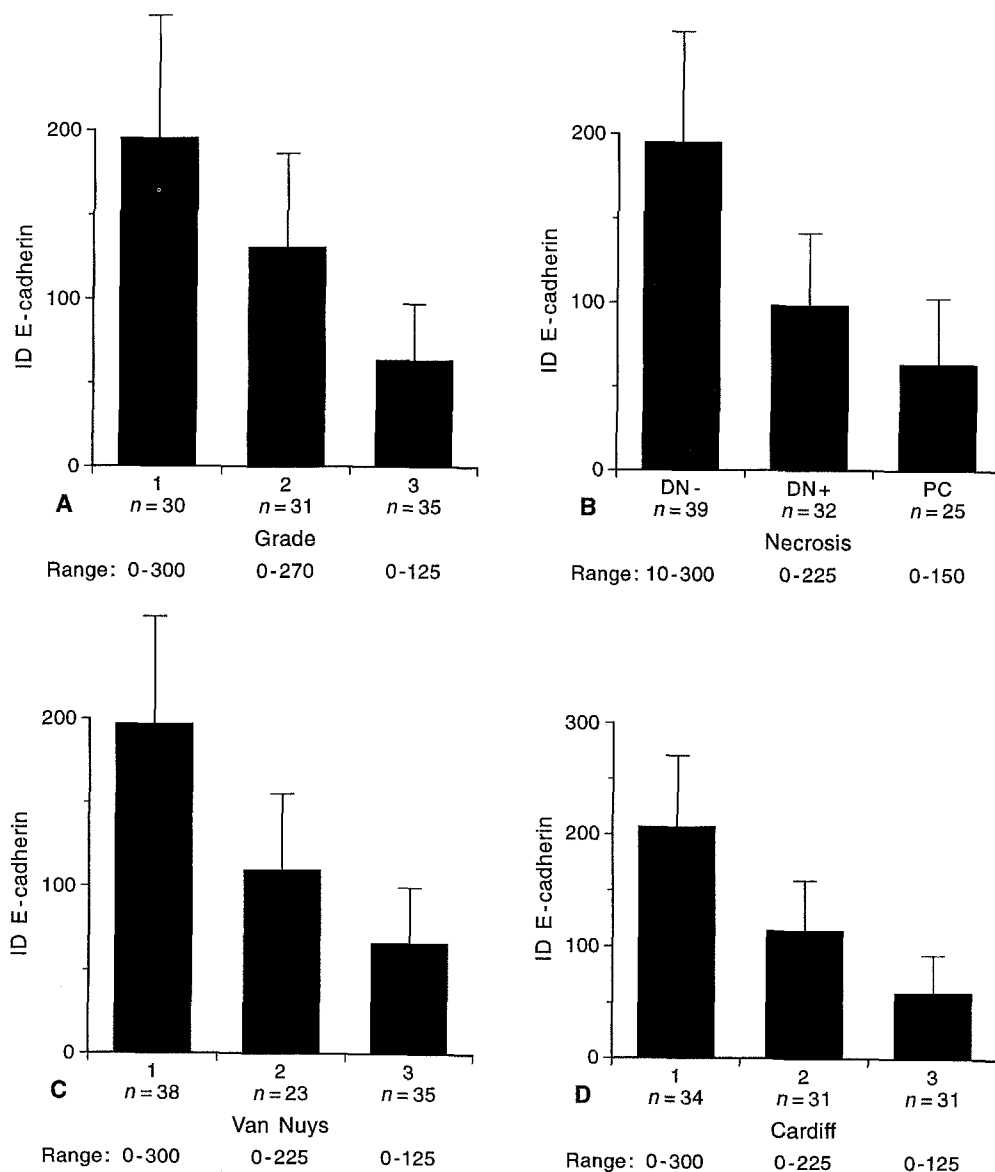 200
100
0
ID E-cadherin
1 2 3
A n=30 n=31 n=35
Grade
Range: 0-300 0-270 0-125
200
100
0
ID E-cadherin
DN- DN+ PC
B n=39 n=32 n=25
Necrosis
Range: 10-300 0-225 0-150
200
100
0
ID E-cadherin
1 2 3
C n=38 n=23 n=35
Van Nuys
Range: 0-300 0-225 0-125
300
200
100
0
ID E-cadherin
1 2 3
D n=34 n=31 n=31
Cardiff
Range: 0-300 0-225 0-125